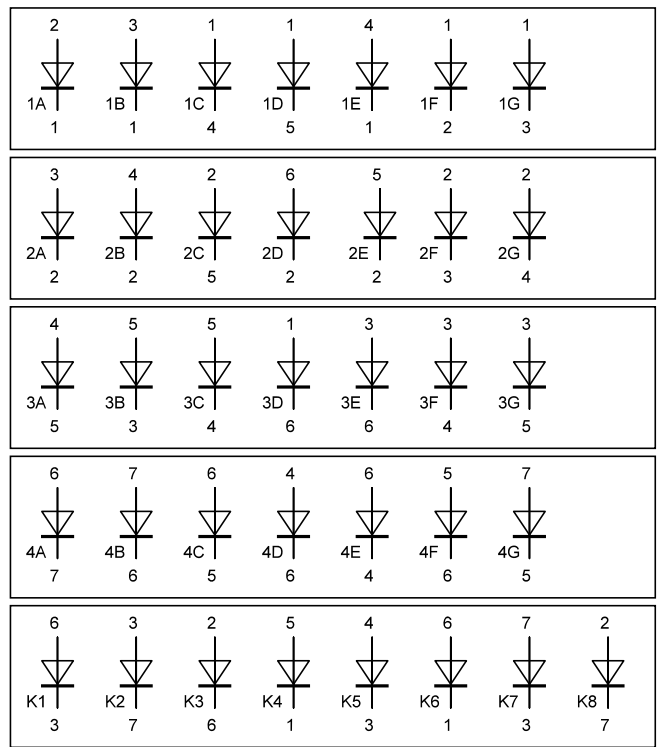 2 3 1 1 4 1 1
1A 1B 1C 1D 1E 1F 1G
1 1 4 5 1 2 3
3 4 2 6 5 2 2
2A 2B 2C 2D 2E 2F 2G
2 2 5 2 2 3 4
4 5 5 1 3 3 3
3A 3B 3C 3D 3E 3F 3G
5 3 4 6 6 4 5
6 7 6 4 6 5 7
4A 4B 4C 4D 4E 4F 4G
7 6 5 6 4 6 5
6 3 2 5 4 6 7 2
K1 K2 K3 K4 K5 K6 K7 K8
3 7 6 1 3 1 3 7